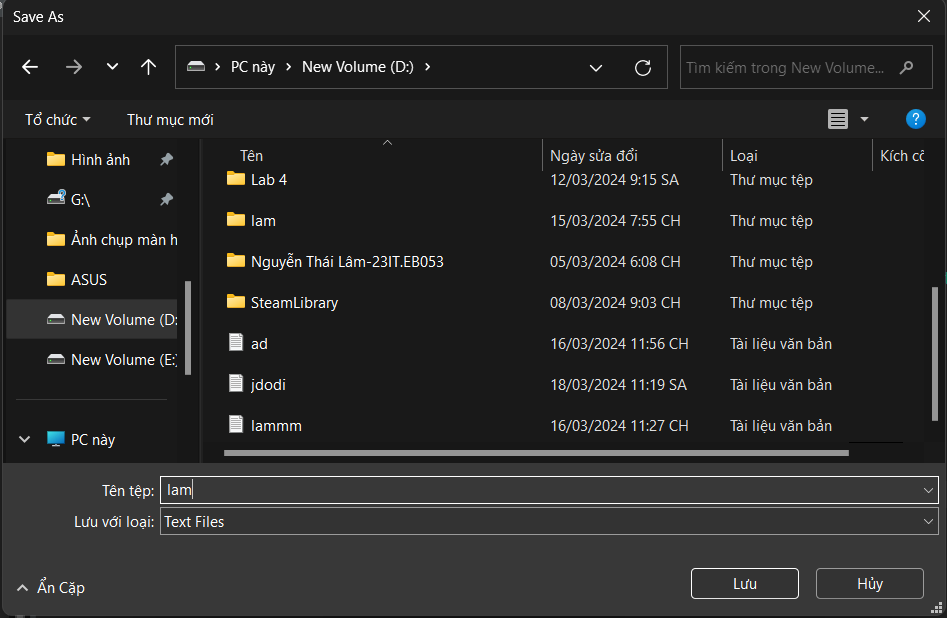 Save As
PC này
New Volume (D:)
Tìm kiếm trong New Volume...
Tổ chức
Thư mục mới
?
Hình ảnh
G:\
Ảnh chụp màn h
ASUS
New Volume (D:
New Volume (E:)
PC này
Tên Ngày sửa đổi Loại Kích cỡ
Lab 4 12/03/2024 9:15 SA Thư mục tệp
lam 15/03/2024 7:55 CH Thư mục tệp
Nguyễn Thái Lâm-23IT.EB053 05/03/2024 6:08 CH Thư mục tệp
SteamLibrary 08/03/2024 9:03 CH Thư mục tệp
ad 16/03/2024 11:56 CH Tài liệu văn bản
jdodi 18/03/2024 11:19 SA Tài liệu văn bản
lammm 16/03/2024 11:27 CH Tài liệu văn bản
Tên tệp: lam
Lưu với loại: Text Files
Ẩn Cặp
Lưu
Hủy